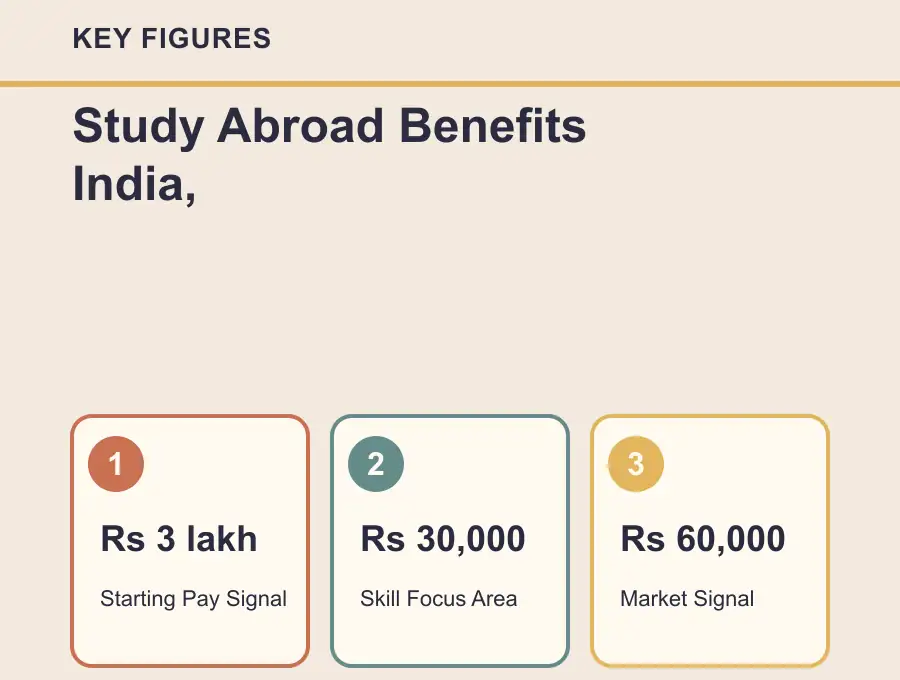 KEY FIGURES
Study Abroad Benefits
India,
1
2
3
Rs 3 lakh
Rs 30,000
Rs 60,000
Starting Pay Signal
Skill Focus Area
Market Signal